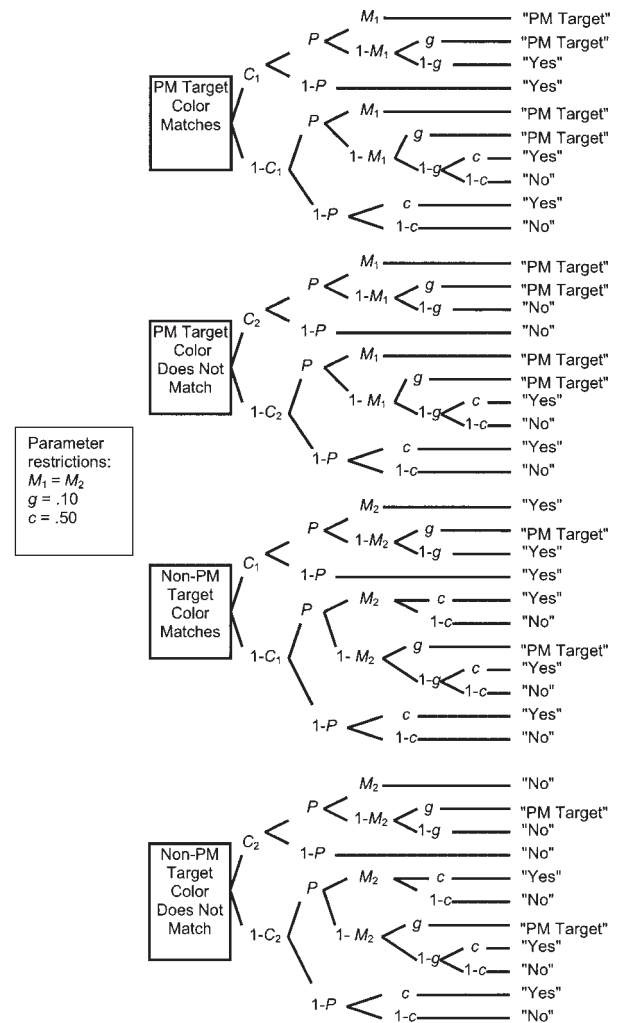 M1 "PM Target"
P
1-M1 g "PM Target"
1-g "Yes"
C1
1-P "Yes"
PM Target
Color
Matches
P M1 "PM Target"
g "PM Target"
1- M1
1-g c "Yes"
1-c "No"
1-C1
1-P c "Yes"
1-c "No"
M1 "PM Target"
P
1-M1 g "PM Target"
1-g "No"
C2
1-P "No"
PM Target
Color
Does Not
Match
P M1 "PM Target"
g "PM Target"
1- M1
1-g c "Yes"
1-c "No"
1-C2
1-P c "Yes"
1-c "No"
Parameter
restrictions:
M1 = M2
g = .10
c = .50
M2 "Yes"
P
1-M2 g "PM Target"
1-g "Yes"
C1
1-P "Yes"
Non-PM
Target
Color
Matches
P M2 c "Yes"
1-c "No"
1- M2 g "PM Target"
1-g c "Yes"
1-c "No"
1-C1
1-P c "Yes"
1-c "No"
M2 "No"
P
1-M2 g "PM Target"
1-g "No"
C2
1-P "No"
Non-PM
Target
Color
Does Not
Match
P M2 c "Yes"
1-c "No"
1- M2 g "PM Target"
1-g c "Yes"
1-c "No"
1-C2
1-P c "Yes"
1-c "No"